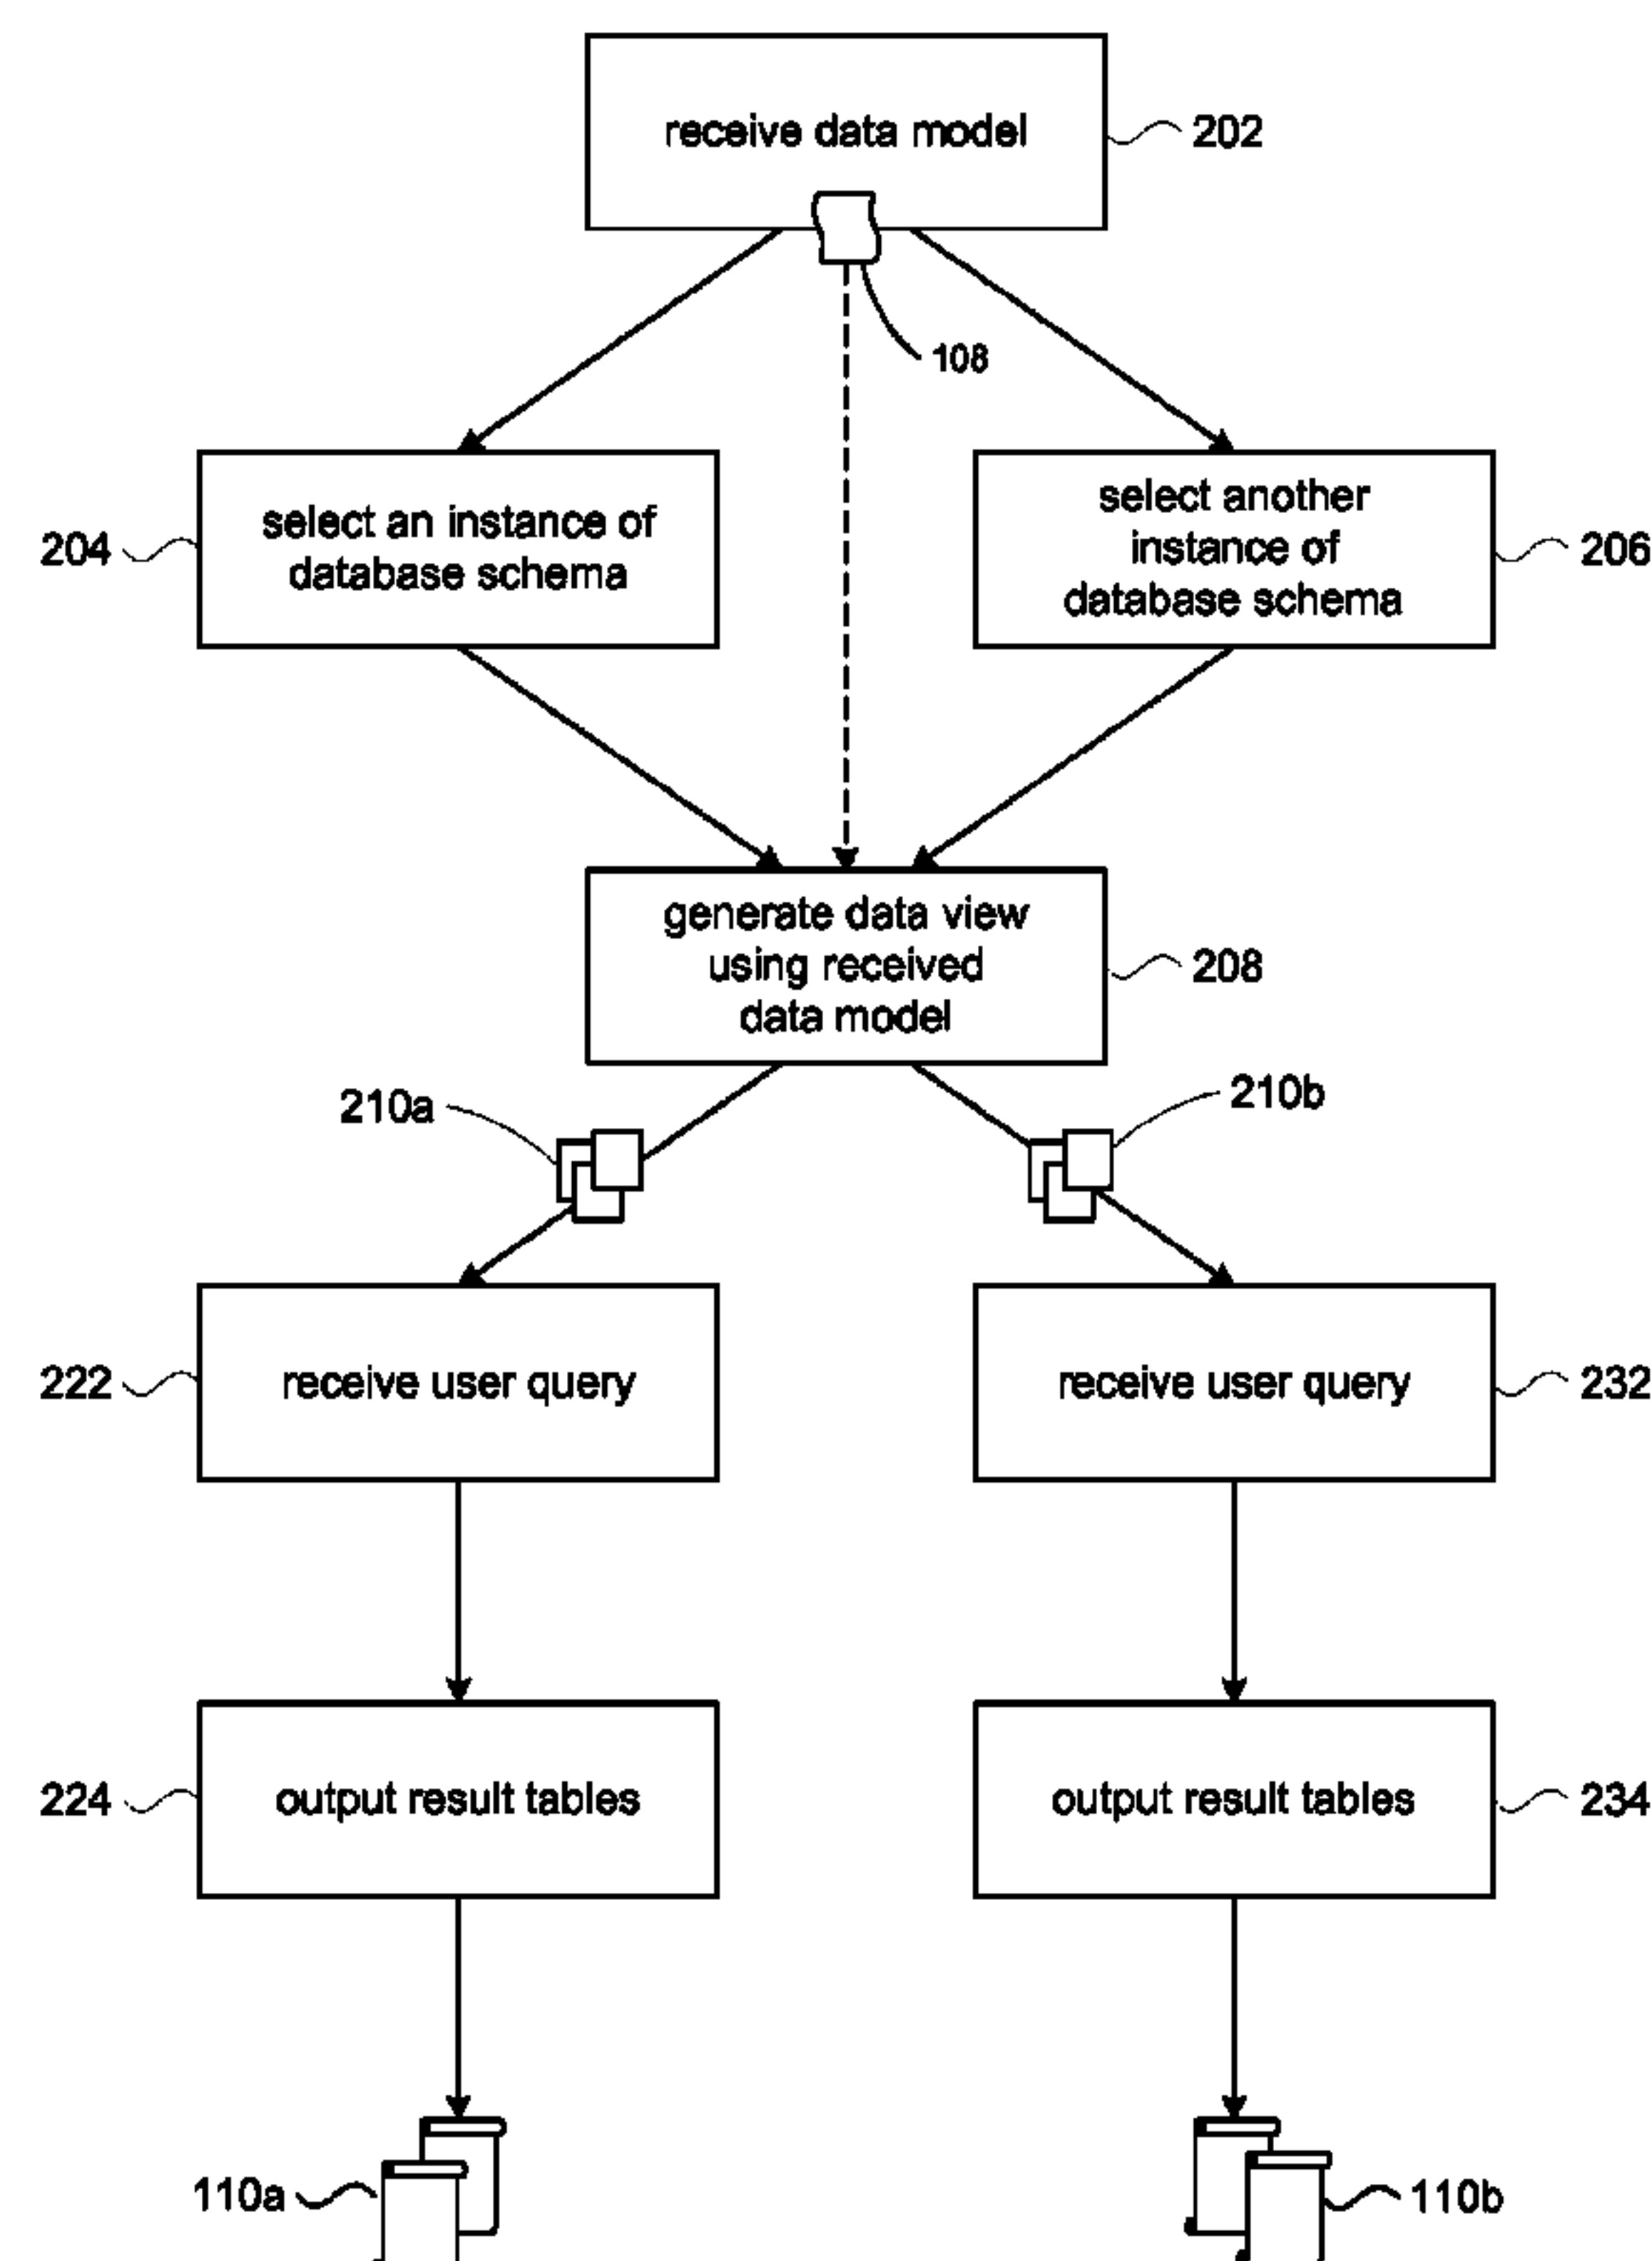 receive data model
202
108
select an instance of
database schema
204
select another
instance of
database schema
206
generate data view
using received
data model
208
210a
210b
222
receive user query
receive user query
232
224
output result tables
output result tables
234
110a
110b